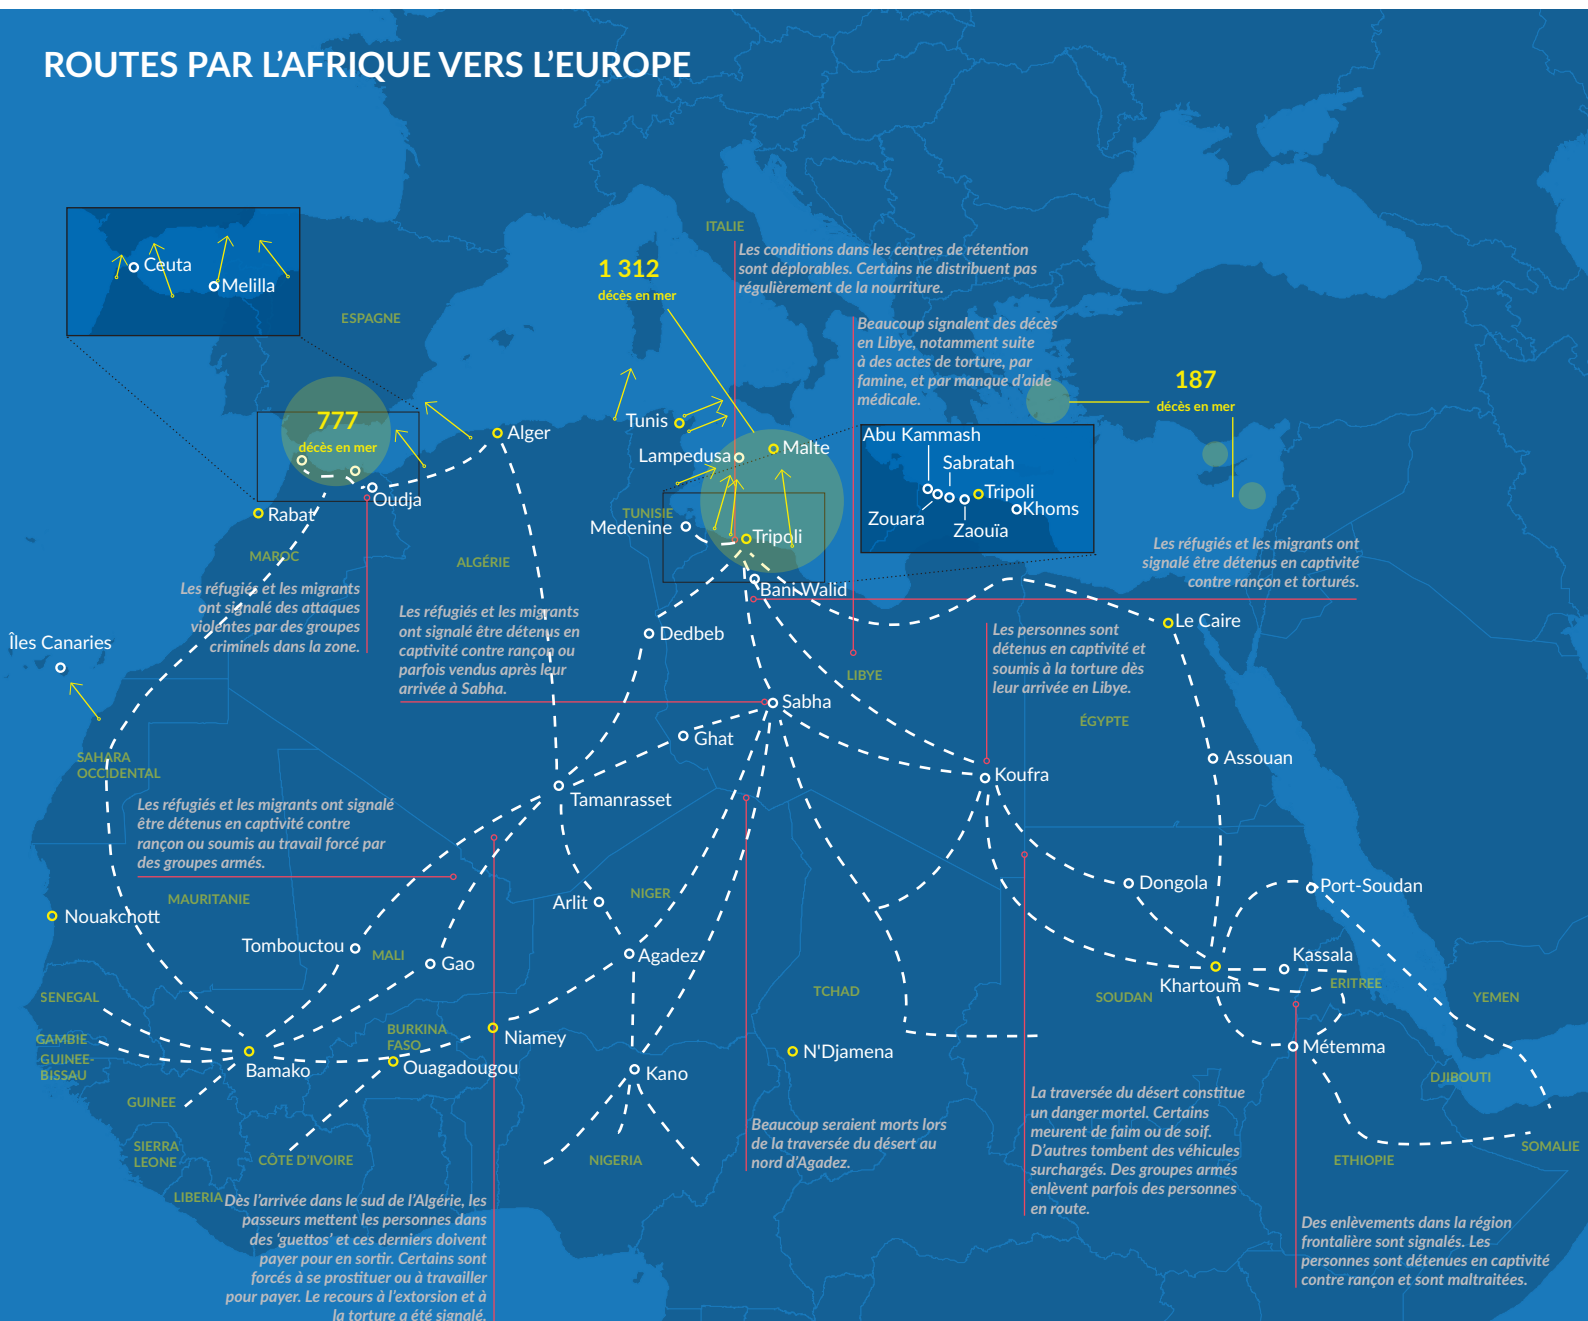 ROUTES PAR L'AFRIQUE VERS L'EUROPE
Ceuta
Melilla
ESPAGNE
ITALIE
1 312
décès en mer
Les conditions dans les centres de rétention
sont déplorables. Certains ne distribuent pas
régulièrement de la nourriture.
Beaucoup signalent des décès
en Libye, notamment suite
à des actes de torture, par
famine, et par manque d'aide
médicale.
187
décès en mer
777
décès en mer
Alger
Tunis
Lampedusa
Malte
Abu Kammash
Sabratah
Tripoli
Khoms
Zouara
Zaouïa
Oudja
Rabat
MAROC
ALGÉRIE
TUNISIE
Medenine
Tripoli
Bani Walid
Les réfugiés et les migrants ont
signalé être détenus en captivité
contre rançon et torturés.
Les réfugiés et les migrants
ont signalé des attaques
violentes par des groupes
criminels dans la zone.
Les réfugiés et les migrants
ont signalé être détenus en
captivité contre rançon ou
parfois vendus après leur
arrivée à Sabha.
Îles Canaries
Dedbeb
Le Caire
Les personnes sont
détenus en captivité et
soumis à la torture dès
leur arrivée en Libye.
LIBYE
ÉGYPTE
Sabha
Ghat
Koufra
Assouan
SAHARA
OCCIDENTAL
Tamanrasset
Les réfugiés et les migrants ont signalé
être détenus en captivité contre
rançon ou soumis au travail forcé par
des groupes armés.
MAURITANIE
Nouakchott
Tombouctou
MALI
Gao
Arlit
NIGER
Agadez
Dongola
Port-Soudan
Kassala
Khartoum
ERITREE
SOUDAN
YEMEN
TCHAD
SENEGAL
GAMBIE
GUINEE-
BISSAU
GUINEE
SIERRA
LEONE
LIBERIA
CÔTE D'IVOIRE
Bamako
BURKINA
FASO
Ouagadougou
Niamey
Kano
NIGERIA
N'Djamena
Métemma
DJIBOUTI
SOMALIE
ETHIOPIE
Beaucoup seraient morts lors
de la traversée du désert au
nord d'Agadez.
La traversée du désert constitue
un danger mortel. Certains
meurent de faim ou de soif.
D'autres tombent des véhicules
surchargés. Des groupes armés
enlèvent parfois des personnes
en route.
Dès l'arrivée dans le sud de l'Algérie, les
passeurs mettent les personnes dans
des 'guettos' et ces derniers doivent
payer pour en sortir. Certains sont
forcés à se prostituer ou à travailler
pour payer. Le recours à l'extorsion et à
la torture a été signalé.
Des enlèvements dans la région
frontalière sont signalés. Les
personnes sont détenues en captivité
contre rançon et sont maltraitées.